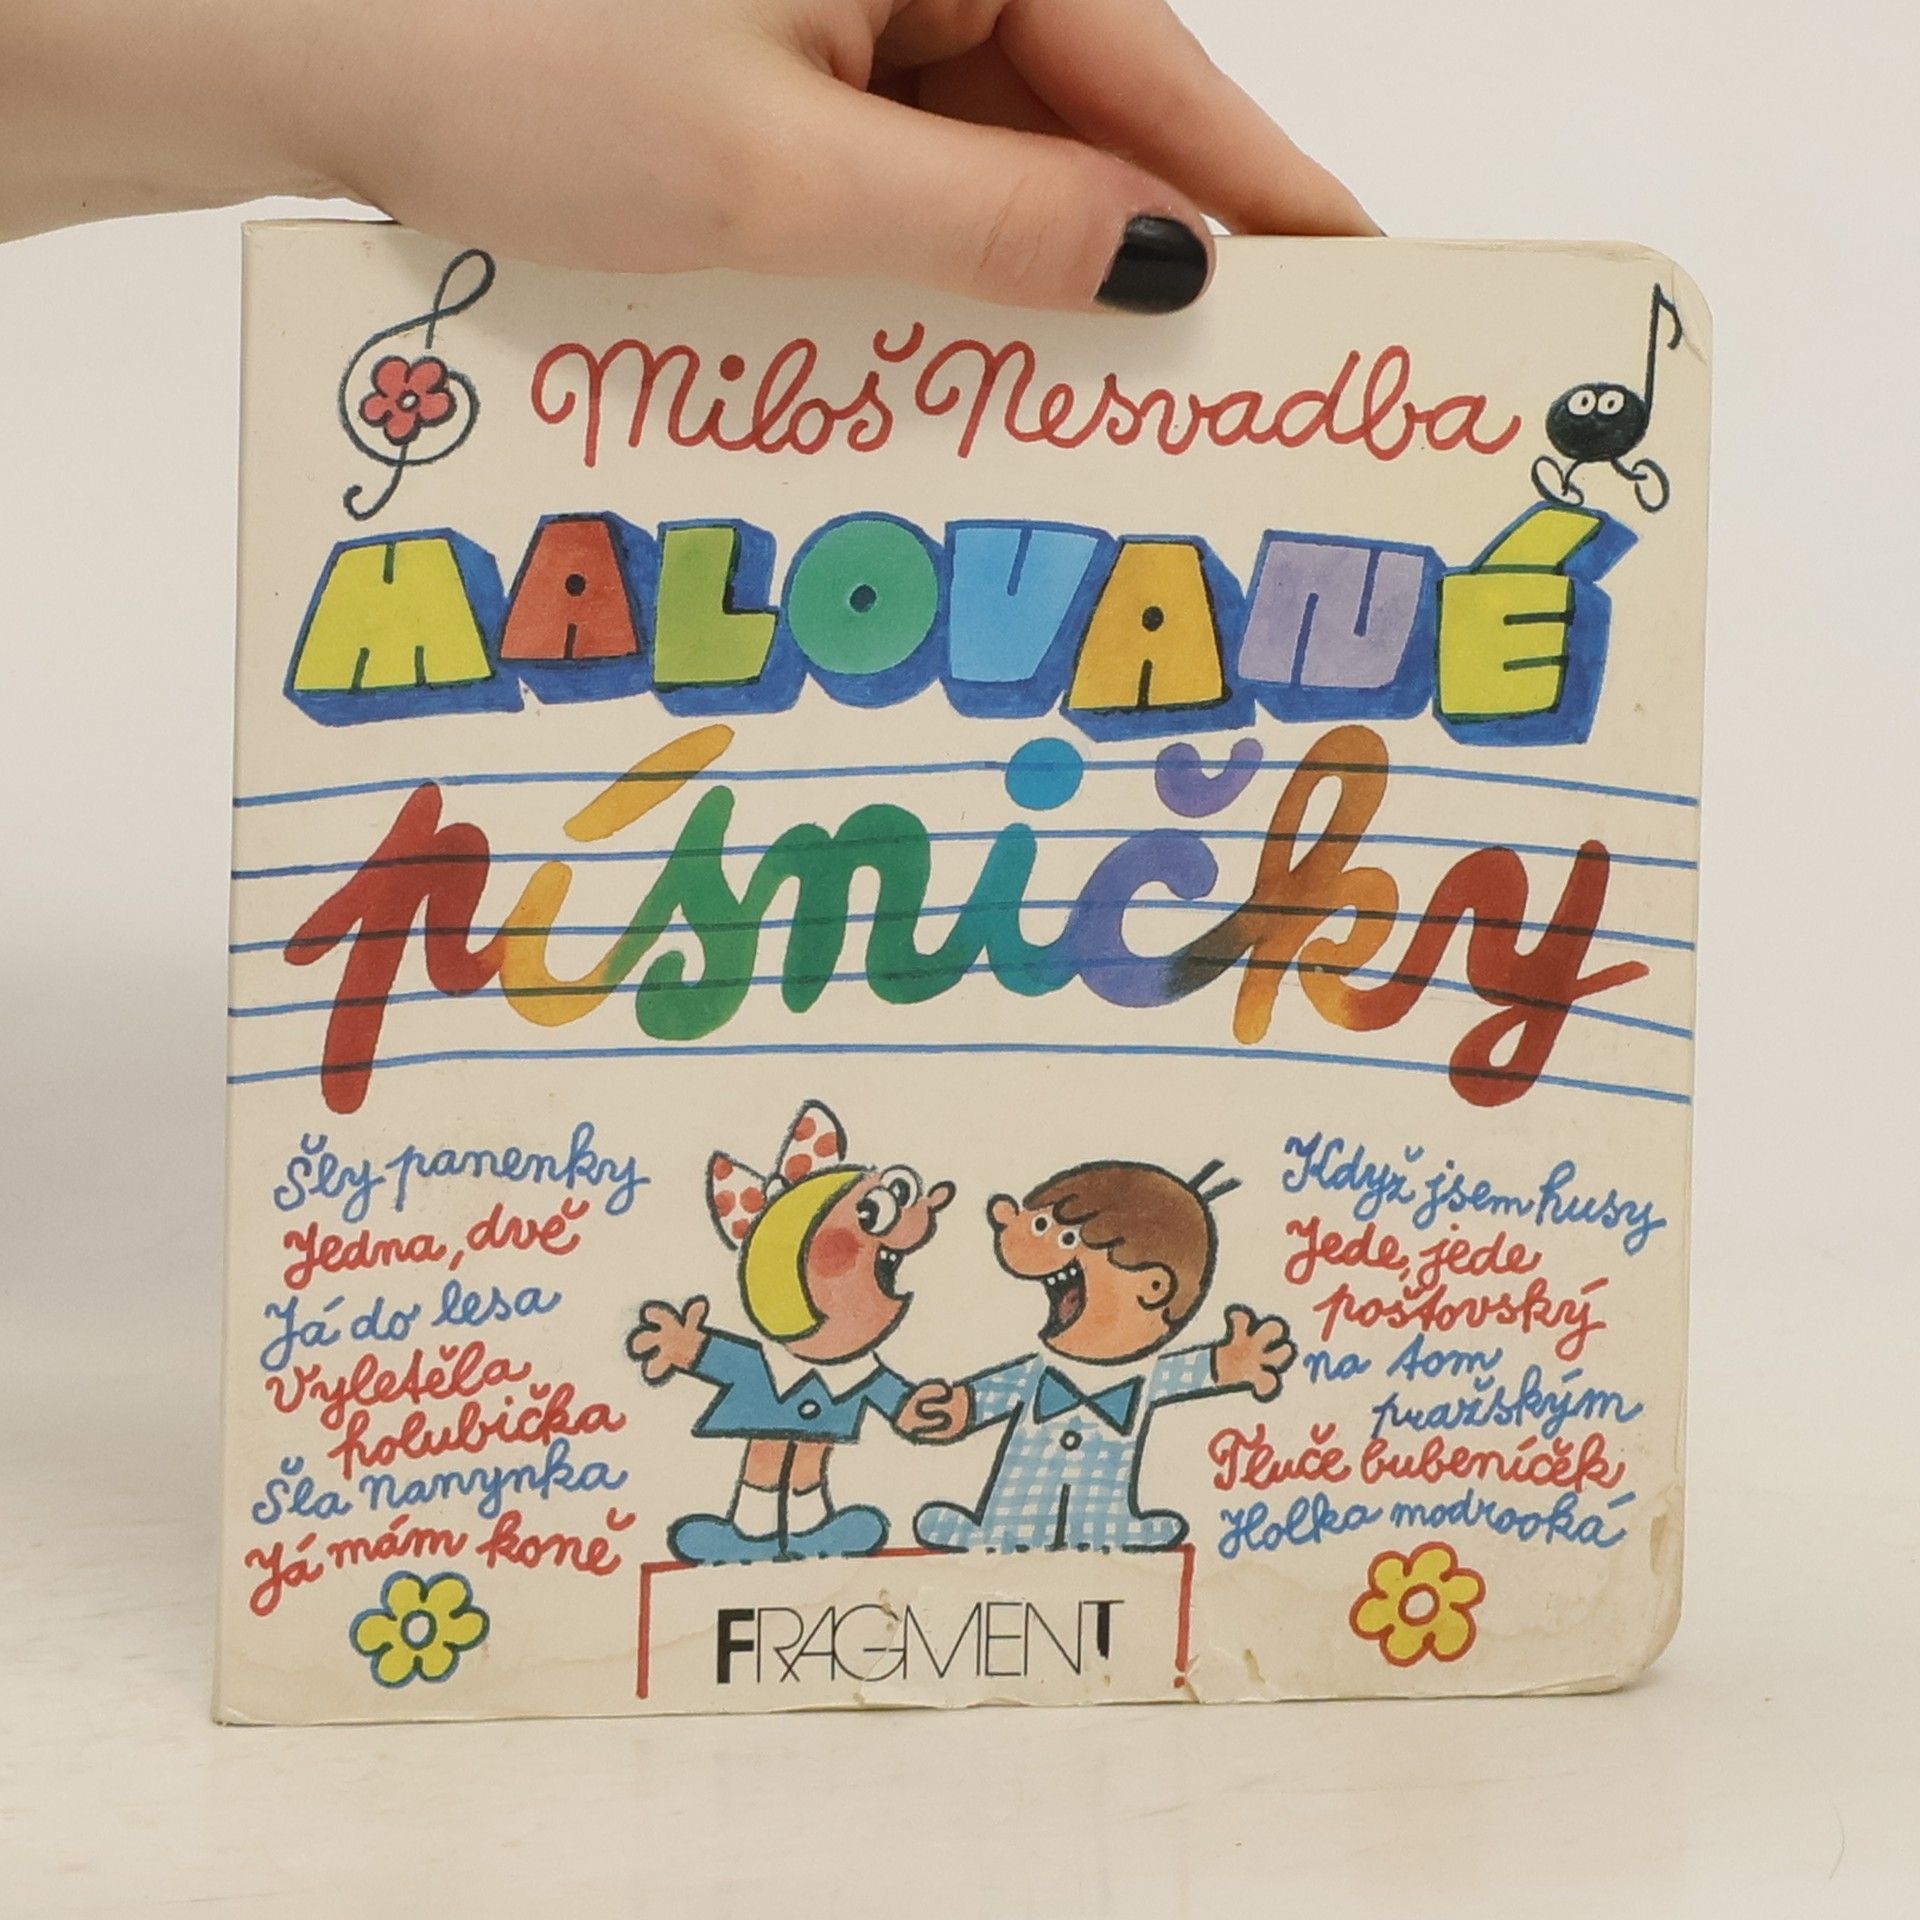 Miloš Nesvadba
MALOVANÉ
písničky
Šly panenky
Jedna, dvě
Já do lesa
Vyletěla
holubička
Šla Nanynka
Já mám koně
Když jsem husy
Jede, jede
poštovský
na tom
pražským
Tluče bubeníček
Holka modrooká
FRAGMENT